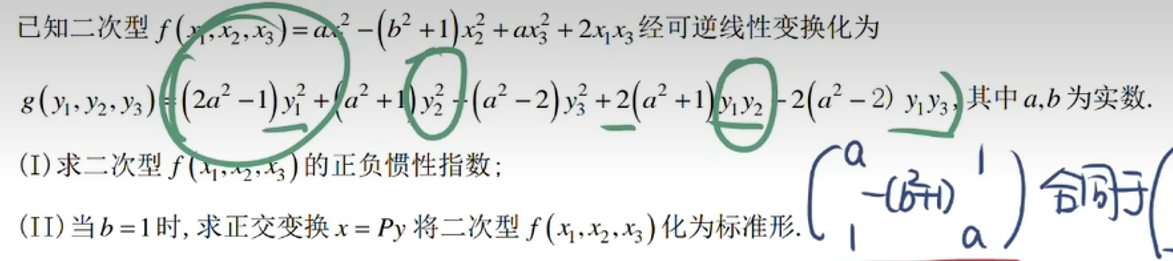 已知二次型 f(x₁,x₂,x₃)=ax₁²-(b²+1)x₂²+ax₃²+2x₁x₃ 经可逆线性变换化为
g(y₁,y₂,y₃)=(2a²-1)y₁²+(a²+1)y₂²-(a²-2)y₃²+2(a²+1)y₁y₂-2(a²-2) y₁y₃, 其中 a,b 为实数.
(I)求二次型 f(x₁,x₂,x₃)的正负惯性指数;
(II)当 b=1时, 求正交变换 x=Py 将二次型 f(x₁,x₂,x₃)化为标准形.
a 1
-(b²+1) 合同于
1 a